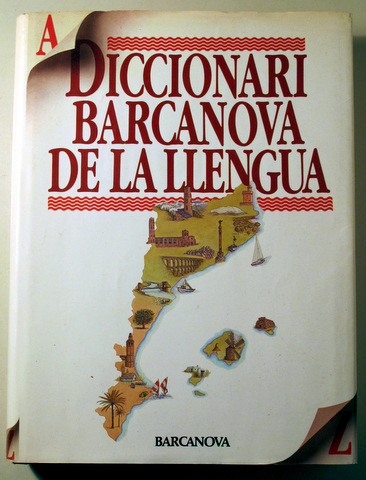 A
DICCIONARI
BARCANOVA
DE LA LLENGUA
BARCANOVA
Z
Z